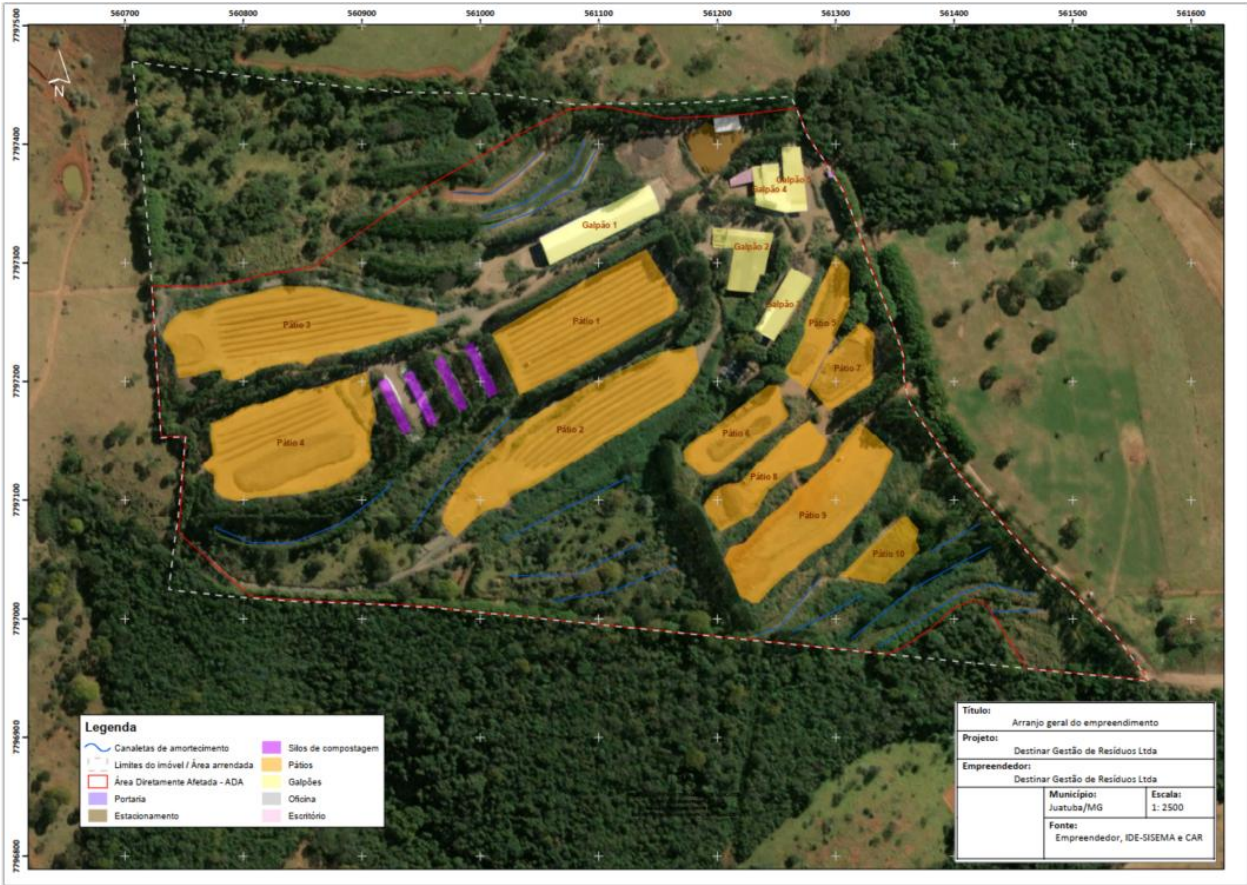 560700 560800 560900 561000 561100 561200 561300 561400 561500 561600
7797500
7797400
7797300
7797200
7797100
7797000
7796900
7796800
N
Galpão 4
Galpão 1
Galpão 2
Pátio 3
Pátio 1
Pátio 5
Pátio 7
Pátio 4
Pátio 2
Pátio 6
Pátio 8
Pátio 9
Pátio 10
Legenda
Canaletas de amortecimento
Limites do imóvel / Área arrendada
Área Diretamente Afetada - ADA
Portaria
Estacionamento
Silos de compostagem
Pátios
Galpões
Oficina
Escritório
Título:
Arranjo geral do empreendimento
Projeto:
Destinar Gestão de Resíduos Ltda
Empreendedor:
Destinar Gestão de Resíduos Ltda
Município:
Juatuba/MG
Escala:
1: 2500
Fonte:
Empreendedor, IDE-SISEMA e CAR